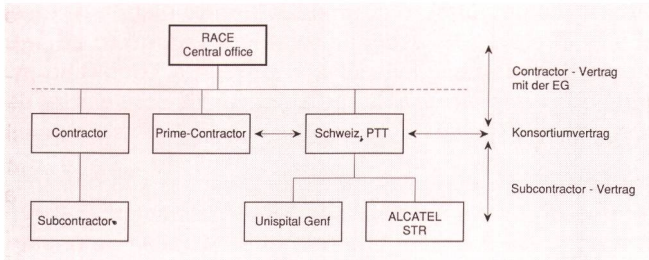 RACE
Central office
Contractor - Vertrag
mit der EG
Contractor
Prime-Contractor
Schweiz, PTT
Konsortiumvertrag
Subcontractor - Vertrag
Subcontractor
Unispital Genf
ALCATEL
STR